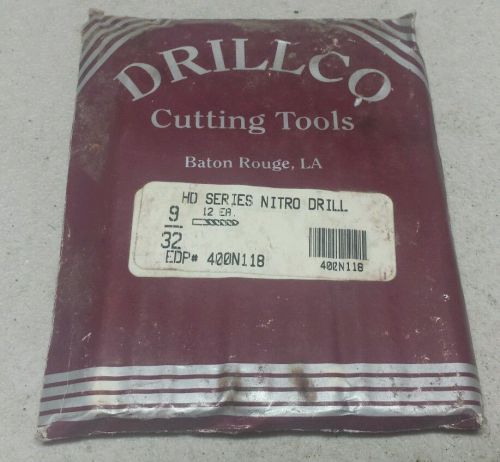 DRILLCO
Cutting Tools
Baton Rouge, LA
HD SERIES NITRO DRILL
9 12 EA.
32
EDP# 400N118
400N118